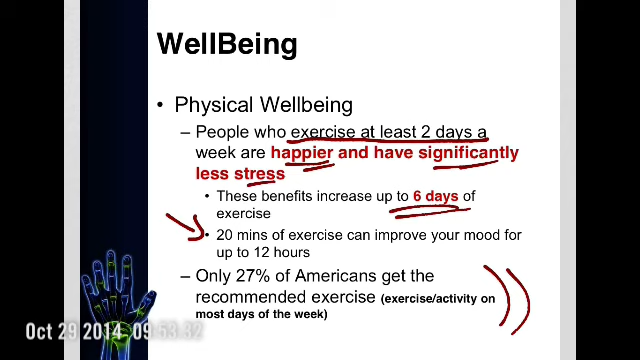 WellBeing
• Physical Wellbeing
– People who exercise at least 2 days a
week are happier and have significantly
less stress
• These benefits increase up to 6 days of
exercise
• 20 mins of exercise can improve your mood for
up to 12 hours
– Only 27% of Americans get the
recommended exercise (exercise/activity on
most days of the week)
Oct 29 2014, 09:53:32